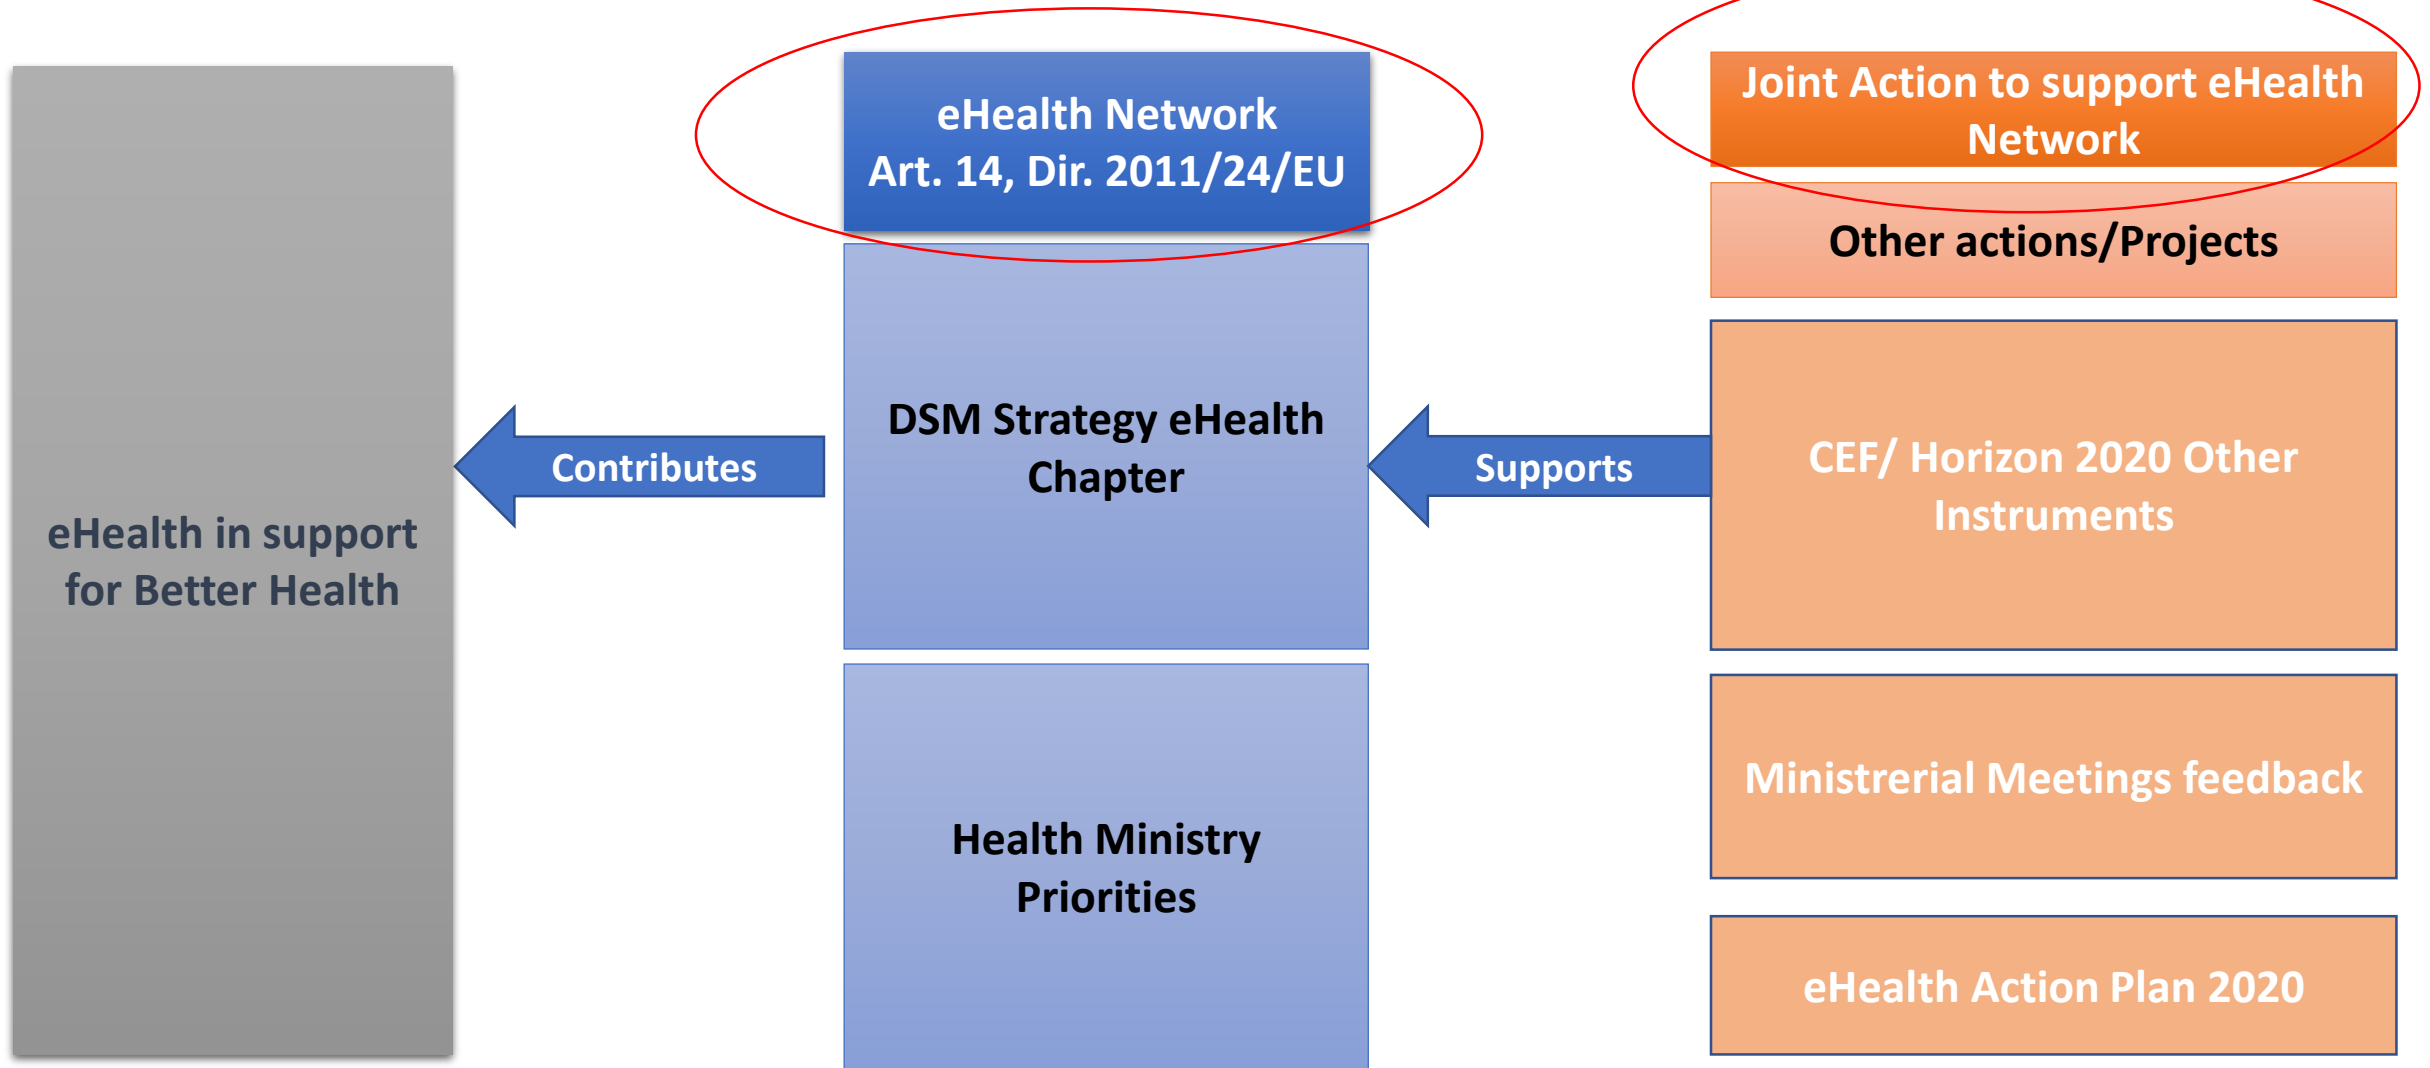 eHealth in support
for Better Health
Contributes
eHealth Network
Art. 14, Dir. 2011/24/EU
DSM Strategy eHealth
Chapter
Health Ministry
Priorities
Supports
Joint Action to support eHealth
Network
Other actions/Projects
CEF/ Horizon 2020 Other
Instruments
Ministrerial Meetings feedback
eHealth Action Plan 2020